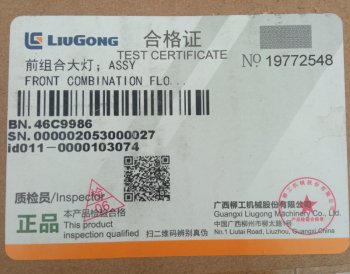 LIUGONG 合格证
TEST CERTIFICATE
№ 19772548
前组合大灯; ASSY
FRONT COMBINATION FLO...
BN. 46C9986
SN. 000002053000027
id011-0000103074
质检员/Inspector
正品
本产品检验合格
This product has passed the inspection
扫二维码辨别真伪
广西柳工机械股份有限公司
Guangxi Liugong Machinery Co., Ltd.
中国广西柳州市柳太路1号
No.1 Liutai Road, Liuzhou, Guangxi, China